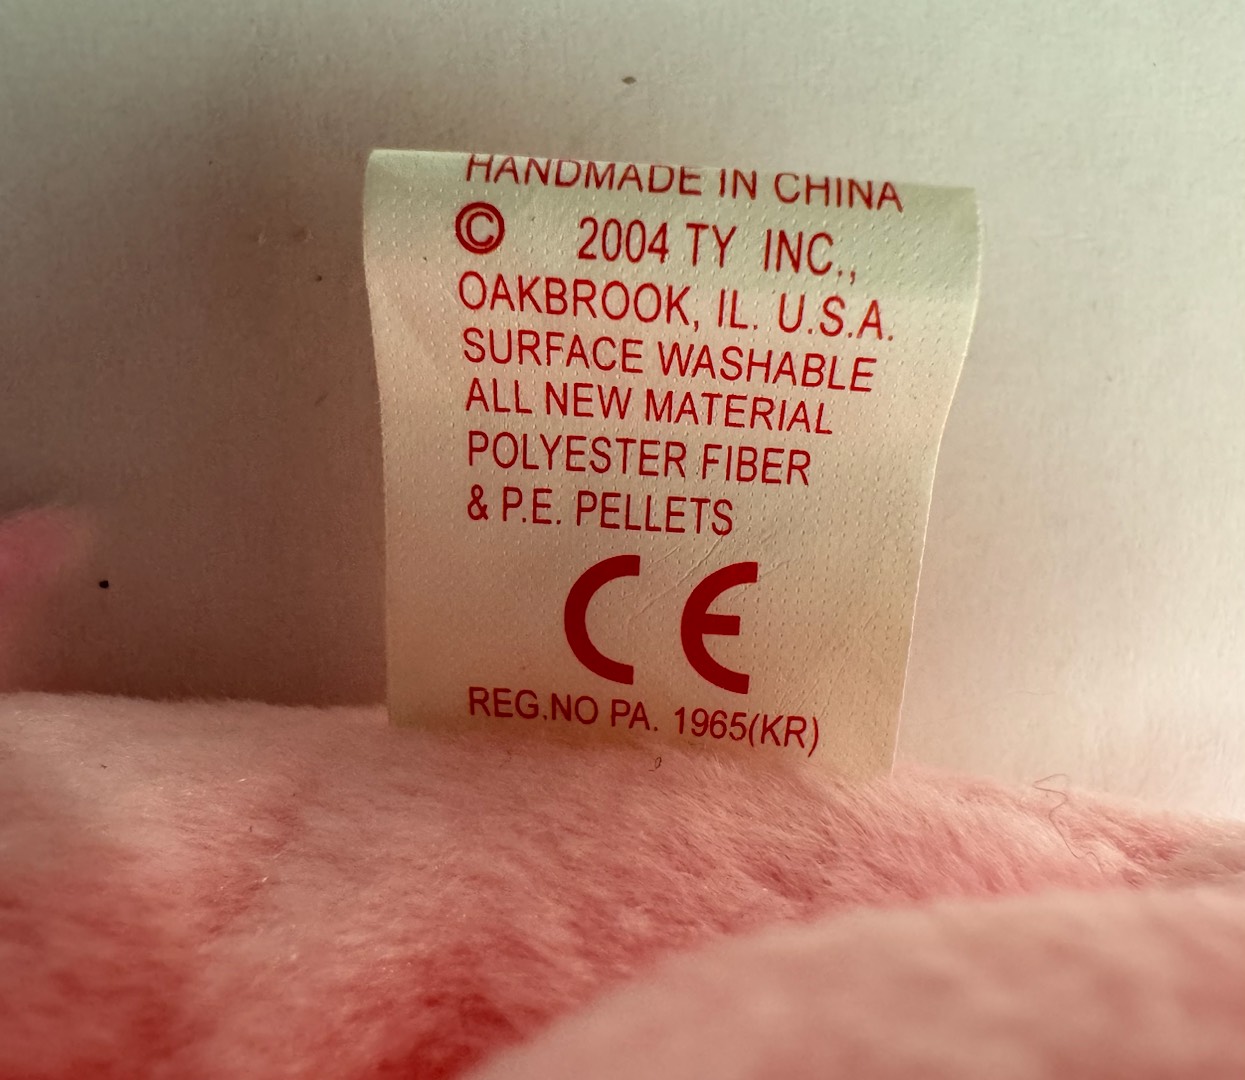 HANDMADE IN CHINA
© 2004 TY INC.,
OAKBROOK, IL. U.S.A.
SURFACE WASHABLE
ALL NEW MATERIAL
POLYESTER FIBER
& P.E. PELLETS
CE
REG.NO PA. 1965(KR)